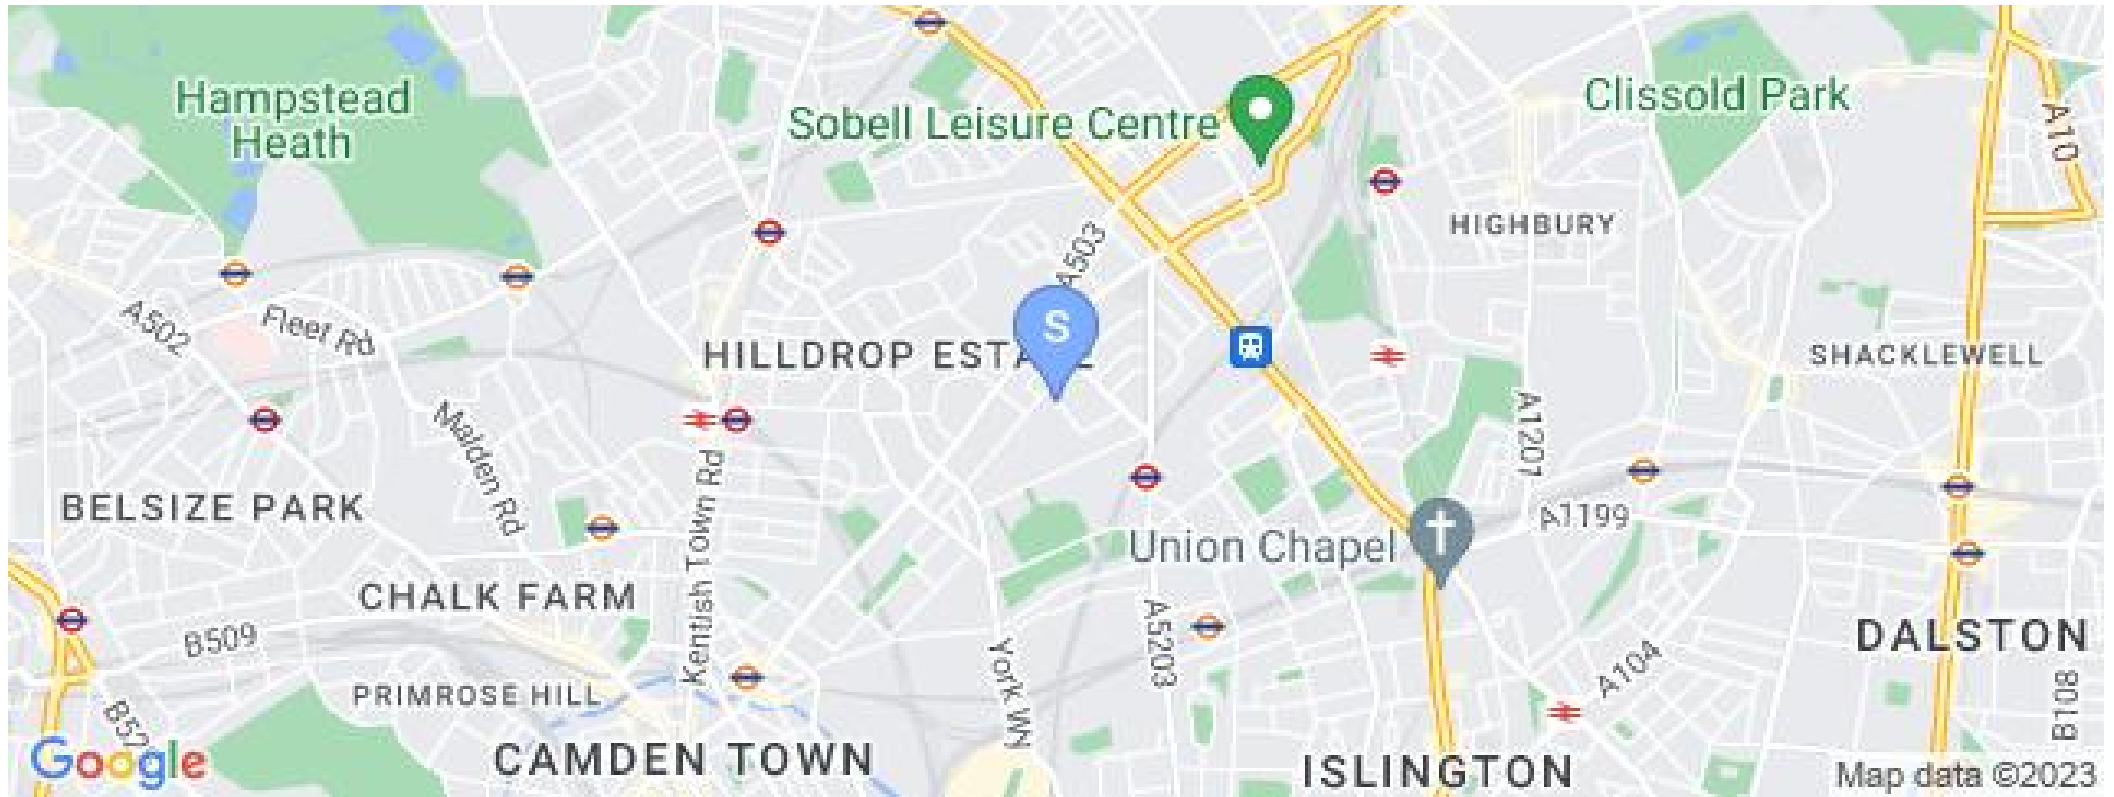 Hampstead
Heath
Sobell Leisure Centre
Clissold Park
A10
HIGHBURY
A503
A502
Fleet Rd
S
HILLDROP ESTA
SHACKLEWELL
Malden Rd
A1201
BELSIZE PARK
Kentish Town Rd
A1199
Union Chapel
CHALK FARM
A5203
B509
York Wy
A104
DALSTON
PRIMROSE HILL
B57
B108
Google
CAMDEN TOWN
ISLINGTON
Map data ©2023